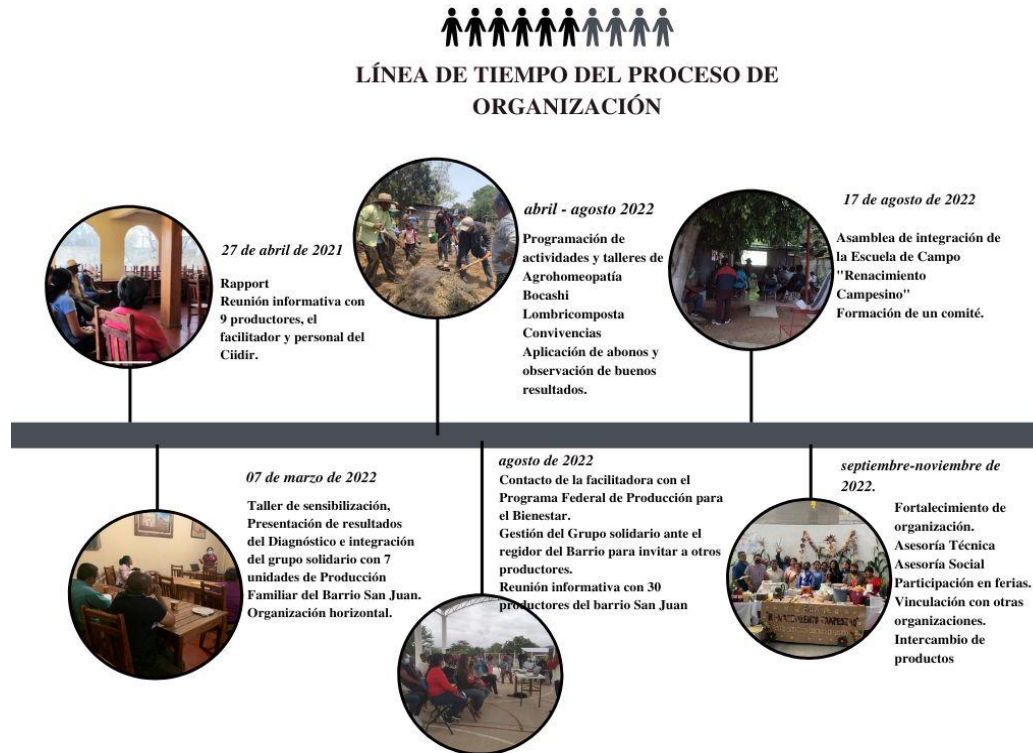 LÍNEA DE TIEMPO DEL PROCESO DE
ORGANIZACIÓN
27 de abril de 2021
Rapport
Reunión informativa con
9 productores, el
facilitador y personal del
Ciidir.
07 de marzo de 2022
Taller de sensibilización,
Presentación de resultados
del Diagnóstico e integración
del grupo solidario con 7
unidades de Producción
Familiar del Barrio San Juan.
Organización horizontal.
abril - agosto 2022
Programación de
actividades y talleres de
Agrohomeopatía
Bocashi
Lombricomposta
Convivencias
Aplicación de abonos y
observación de buenos
resultados.
agosto de 2022
Contacto de la facilitadora con el
Programa Federal de Producción para
el Bienestar.
Gestión del Grupo solidario ante el
regidor del Barrio para invitar a otros
productores.
Reunión informativa con 30
productores del barrio San Juan
17 de agosto de 2022
Asamblea de integración de
la Escuela de Campo
"Renacimiento
Campesino"
Formación de un comité.
septiembre-noviembre de
2022.
Fortalecimiento de
organización.
Asesoría Técnica
Asesoría Social
Participación en ferias.
Vinculación con otras
organizaciones.
Intercambio de
productos
RENACIMIENTO CAMPESINO